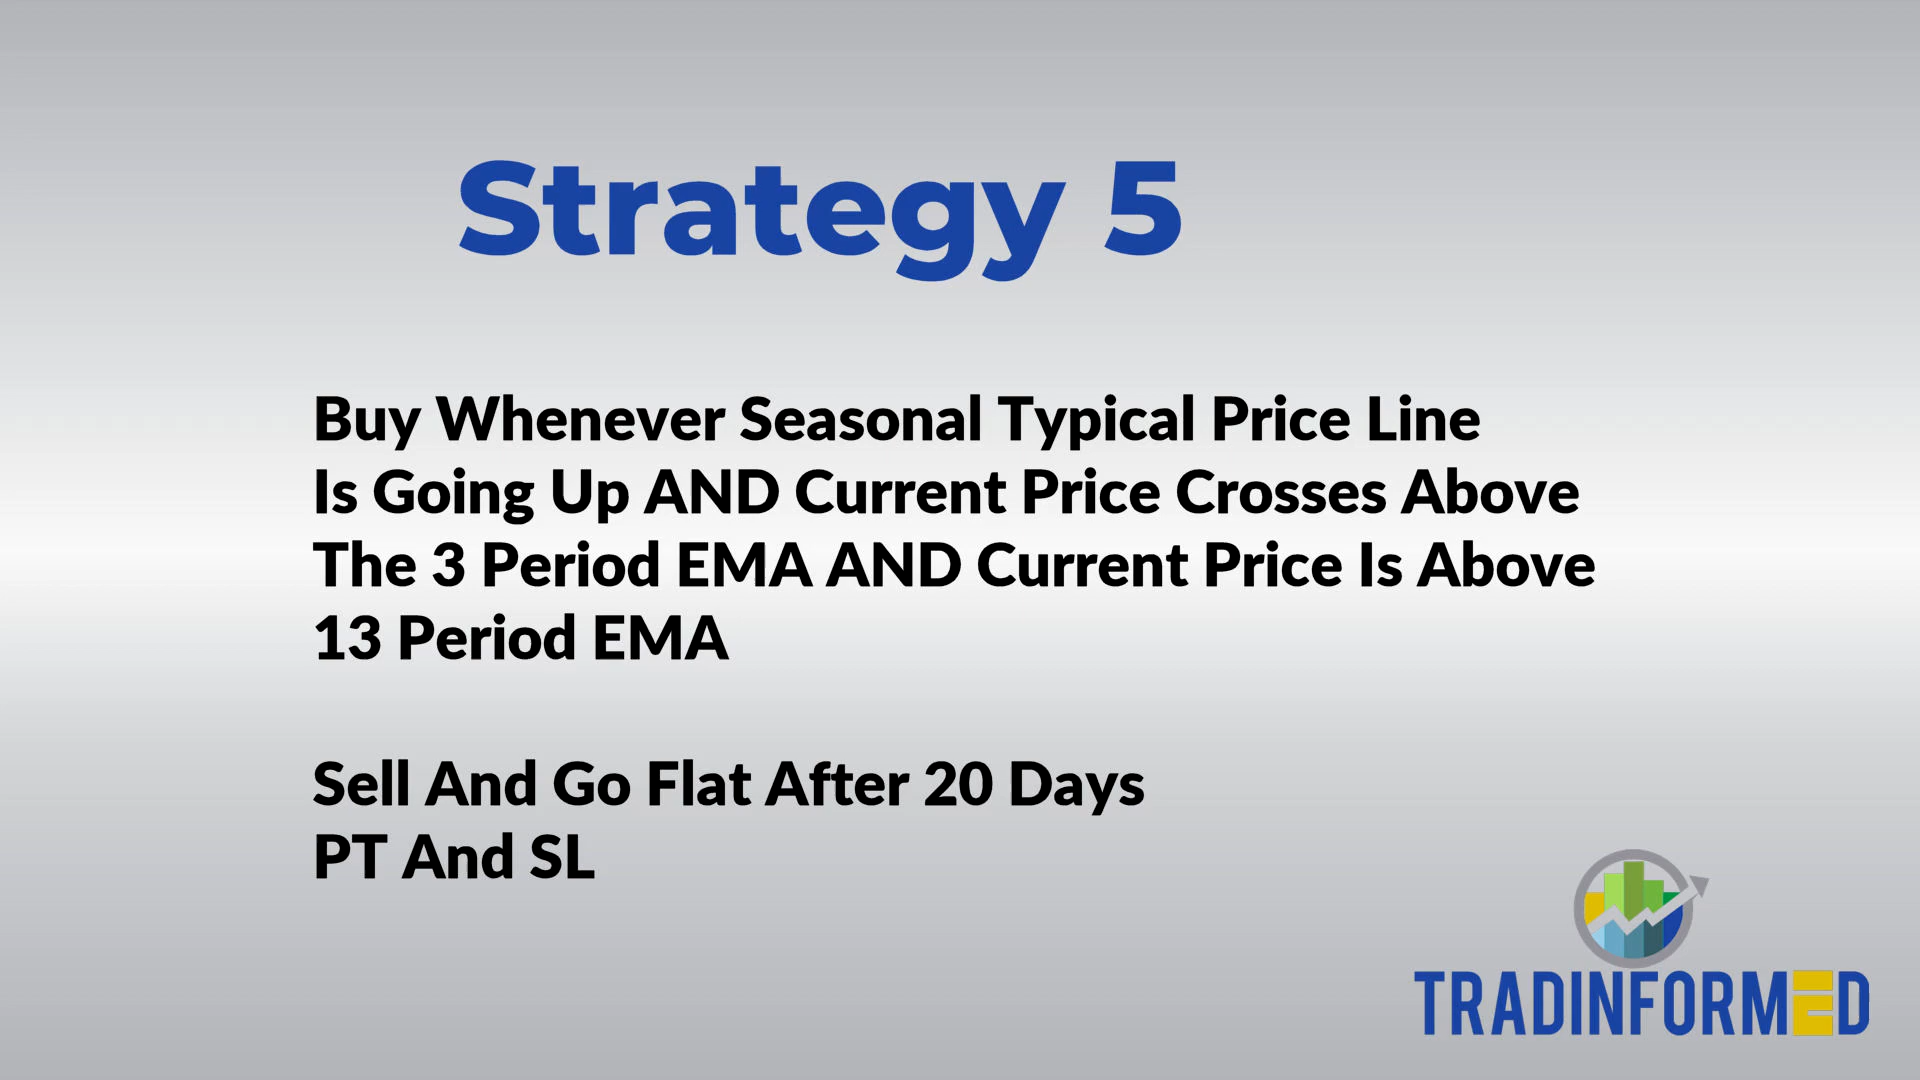 Strategy 5
Buy Whenever Seasonal Typical Price Line
Is Going Up AND Current Price Crosses Above
The 3 Period EMA AND Current Price Is Above
13 Period EMA
Sell And Go Flat After 20 Days
PT And SL
TRADINFORMED